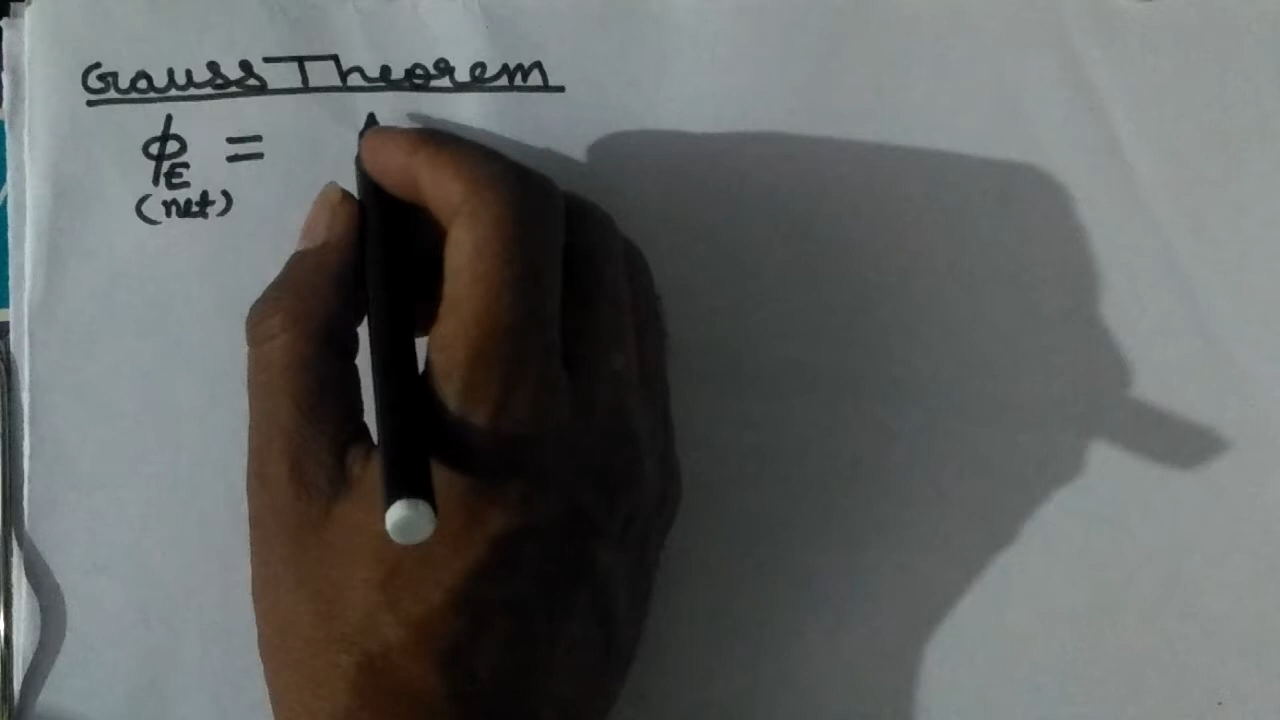 Gauss Theorem
ϕE =
(net)